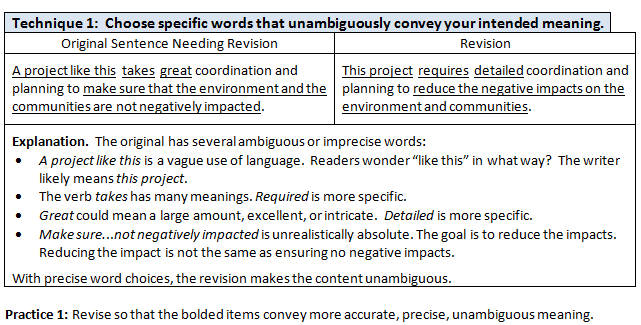 Technique 1: Choose specific words that unambiguously convey your intended meaning.
Original Sentence Needing Revision
Revision
A project like this takes great coordination and
planning to make sure that the environment and the
communities are not negatively impacted.
This project requires detailed coordination and
planning to reduce the negative impacts on the
environment and communities.
Explanation. The original has several ambiguous or imprecise words:
• A project like this is a vague use of language. Readers wonder “like this” in what way? The writer
likely means this project.
• The verb takes has many meanings. Required is more specific.
• Great could mean a large amount, excellent, or intricate. Detailed is more specific.
• Make sure...not negatively impacted is unrealistically absolute. The goal is to reduce the impacts.
Reducing the impact is not the same as ensuring no negative impacts.
With precise word choices, the revision makes the content unambiguous.
Practice 1: Revise so that the bolded items convey more accurate, precise, unambiguous meaning.